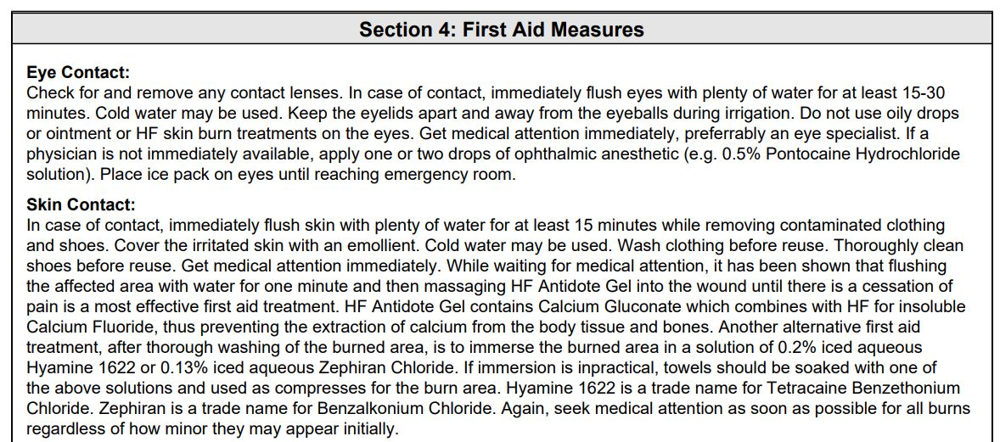 Section 4: First Aid Measures
Eye Contact:
Check for and remove any contact lenses. In case of contact, immediately flush eyes with plenty of water for at least 15-30
minutes. Cold water may be used. Keep the eyelids apart and away from the eyeballs during irrigation. Do not use oily drops
or ointment or HF skin burn treatments on the eyes. Get medical attention immediately, preferrably an eye specialist. If a
physician is not immediately available, apply one or two drops of ophthalmic anesthetic (e.g. 0.5% Pontocaine Hydrochloride
solution). Place ice pack on eyes until reaching emergency room.
Skin Contact:
In case of contact, immediately flush skin with plenty of water for at least 15 minutes while removing contaminated clothing
and shoes. Cover the irritated skin with an emollient. Cold water may be used. Wash clothing before reuse. Thoroughly clean
shoes before reuse. Get medical attention immediately. While waiting for medical attention, it has been shown that flushing
the affected area with water for one minute and then massaging HF Antidote Gel into the wound until there is a cessation of
pain is a most effective first aid treatment. HF Antidote Gel contains Calcium Gluconate which combines with HF for insoluble
Calcium Fluoride, thus preventing the extraction of calcium from the body tissue and bones. Another alternative first aid
treatment, after thorough washing of the burned area, is to immerse the burned area in a solution of 0.2% iced aqueous
Hyamine 1622 or 0.13% iced aqueous Zephiran Chloride. If immersion is inpractical, towels should be soaked with one of
the above solutions and used as compresses for the burn area. Hyamine 1622 is a trade name for Tetracaine Benzethonium
Chloride. Zephiran is a trade name for Benzalkonium Chloride. Again, seek medical attention as soon as possible for all burns
regardless of how minor they may appear initially.